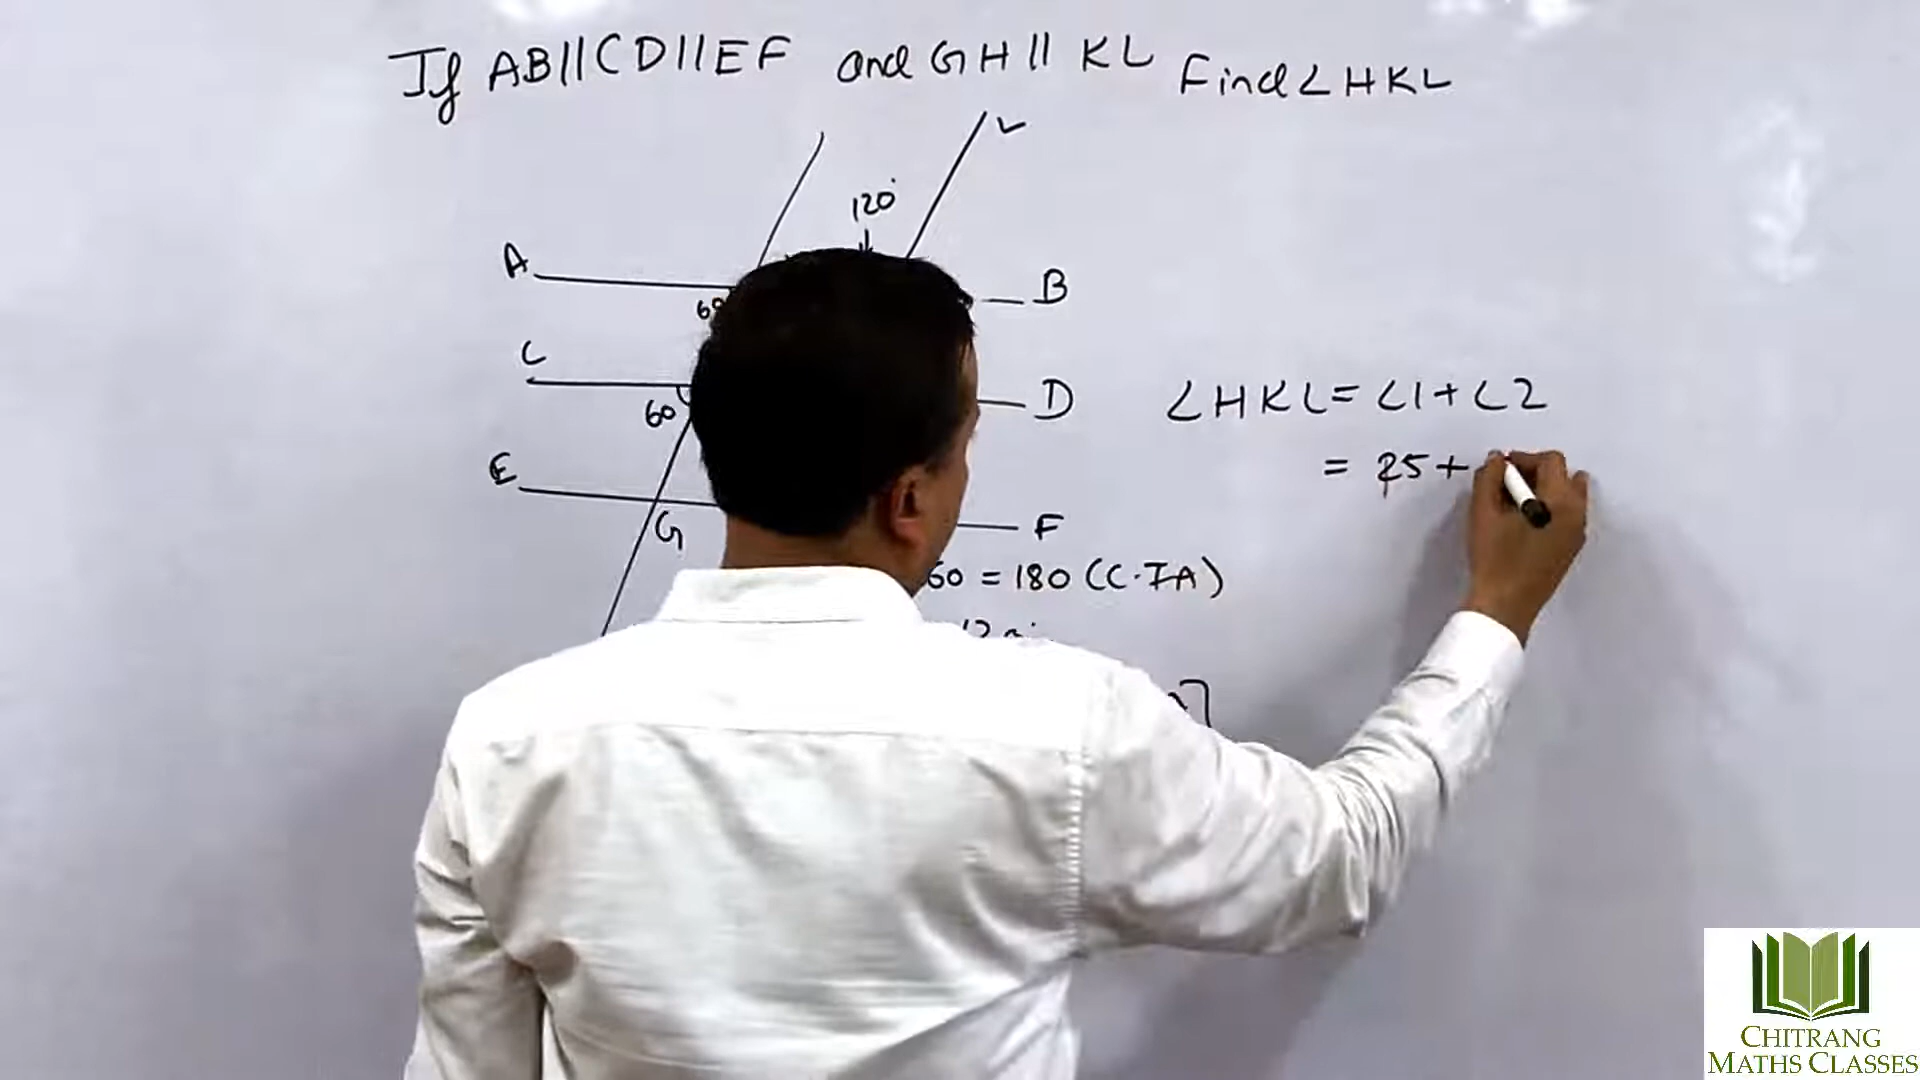 If AB||CD||EF and GH || KL Find∠HKL
L
120°
A
B
60
C
D
60
∠HKL = ∠1+∠2
= 25+
E
F
G
60 = 180 (C.IA)
CHITRANG
MATHS CLASSES